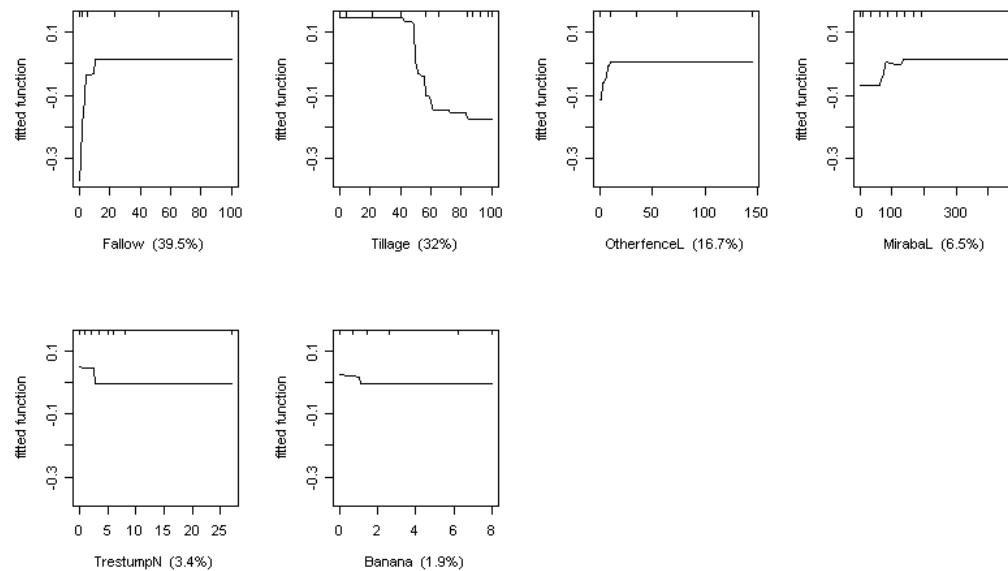 fitted function
0.1
-0.1
-0.3
0 20 40 60 80 100
Fallow (39.5%)
fitted function
0.1
-0.1
-0.3
0 20 40 60 80 100
Tillage (32%)
fitted function
0.1
-0.1
-0.3
0 50 100 150
OtherfenceL (16.7%)
fitted function
0.1
-0.1
-0.3
0 100 300
MirabaL (6.5%)
fitted function
0.1
-0.1
-0.3
0 5 10 15 20 25
TrestumpN (3.4%)
fitted function
0.1
-0.1
-0.3
0 2 4 6 8
Banana (1.9%)